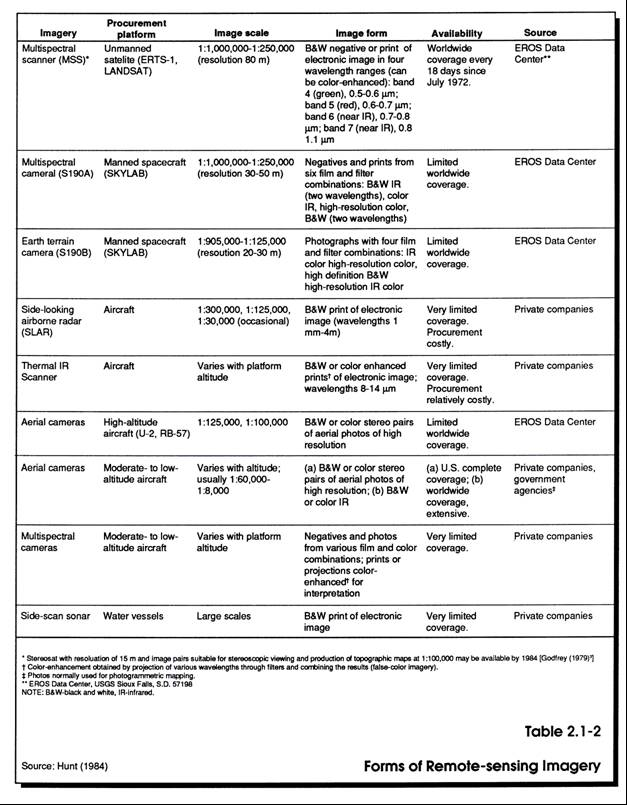 Imagery
Procurement
platform
Image scale
Image form
Availability
Source
Multispectral
scanner (MSS)*
Unmanned
satelite (ERTS-1,
LANDSAT)
1:1,000,000-1:250,000
(resolution 80 m)
B&W negative or print of
electronic image in four
wavelength ranges (can
be color-enhanced): band
4 (green), 0.5-0.6 µm;
band 5 (red), 0.6-0.7 µm;
band 6 (near IR), 0.7-0.8
µm; band 7 (near IR), 0.8
1.1 µm
Worldwide
coverage every
18 days since
July 1972.
EROS Data
Center**
Multispectral
cameral (S190A)
Manned spacecraft
(SKYLAB)
1:1,000,000-1:250,000
(resolution 30-50 m)
Negatives and prints from
six film and filter
combinations: B&W IR
(two wavelengths), color
IR, high-resolution color,
B&W (two wavelengths)
Limited
worldwide
coverage.
EROS Data Center
Earth terrain
camera (S190B)
Manned spacecraft
(SKYLAB)
1:905,000-1:125,000
(resoution 20-30 m)
Photographs with four film
and filter combinations: IR
color high-resolution color,
high definition B&W
high-resolution IR color
Limited
worldwide
coverage.
EROS Data Center
Side-looking
airborne radar
(SLAR)
Aircraft
1:300,000, 1:125,000,
1:30,000 (occasional)
B&W print of electronic
image (wavelengths 1
mm-4m)
Very limited
coverage.
Procurement
costly.
Private companies
Thermal IR
Scanner
Aircraft
Varies with platform
altitude
B&W or color enhanced
prints† of electronic image;
wavelengths 8-14 µm
Very limited
coverage.
Procurement
relatively costly.
Private companies
Aerial cameras
High-altitude
aircraft (U-2, RB-57)
1:125,000, 1:100,000
B&W or color stereo pairs
of aerial photos of high
resolution
Limited
worldwide
coverage.
EROS Data Center
Aerial cameras
Moderate- to low-
altitude aircraft
Varies with altitude;
usually 1:60,000-
1:8,000
(a) B&W or color stereo
pairs of aerial photos of
high resolution; (b) B&W
or color IR
(a) U.S. complete
coverage; (b)
worldwide
coverage,
extensive.
Private companies,
government
agencies‡
Multispectral
cameras
Moderate- to low-
altitude aircraft
Varies with platform
altitude
Negatives and photos
from various film and color
combinations; prints or
projections color-
enhanced† for
interpretation
Very limited
coverage.
Private companies
Side-scan sonar
Water vessels
Large scales
B&W print of electronic
image
Very limited
coverage.
Private companies
* Stereosat with resoluation of 15 m and image pairs suitable for stereoscopic viewing and production of topographic maps at 1:100,000 may be available by 1984 [Godfrey (1979)³]
† Color-enhancement obtained by projection of various wavelengths through filters and combining the results (false-color imagery).
‡ Photos normally used for photogrammetric mapping.
** EROS Data Center, USGS Sioux Falls, S.D. 57198
NOTE: B&W-black and white, IR-infrared.
Table 2.1-2
Source: Hunt (1984)
Forms of Remote-sensing Imagery